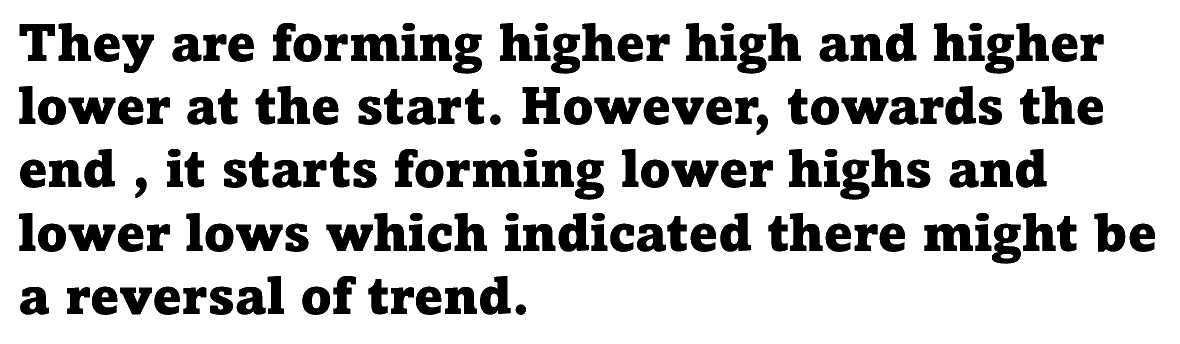 They are forming higher high and higher
lower at the start. However, towards the
end , it starts forming lower highs and
lower lows which indicated there might be
a reversal of trend.